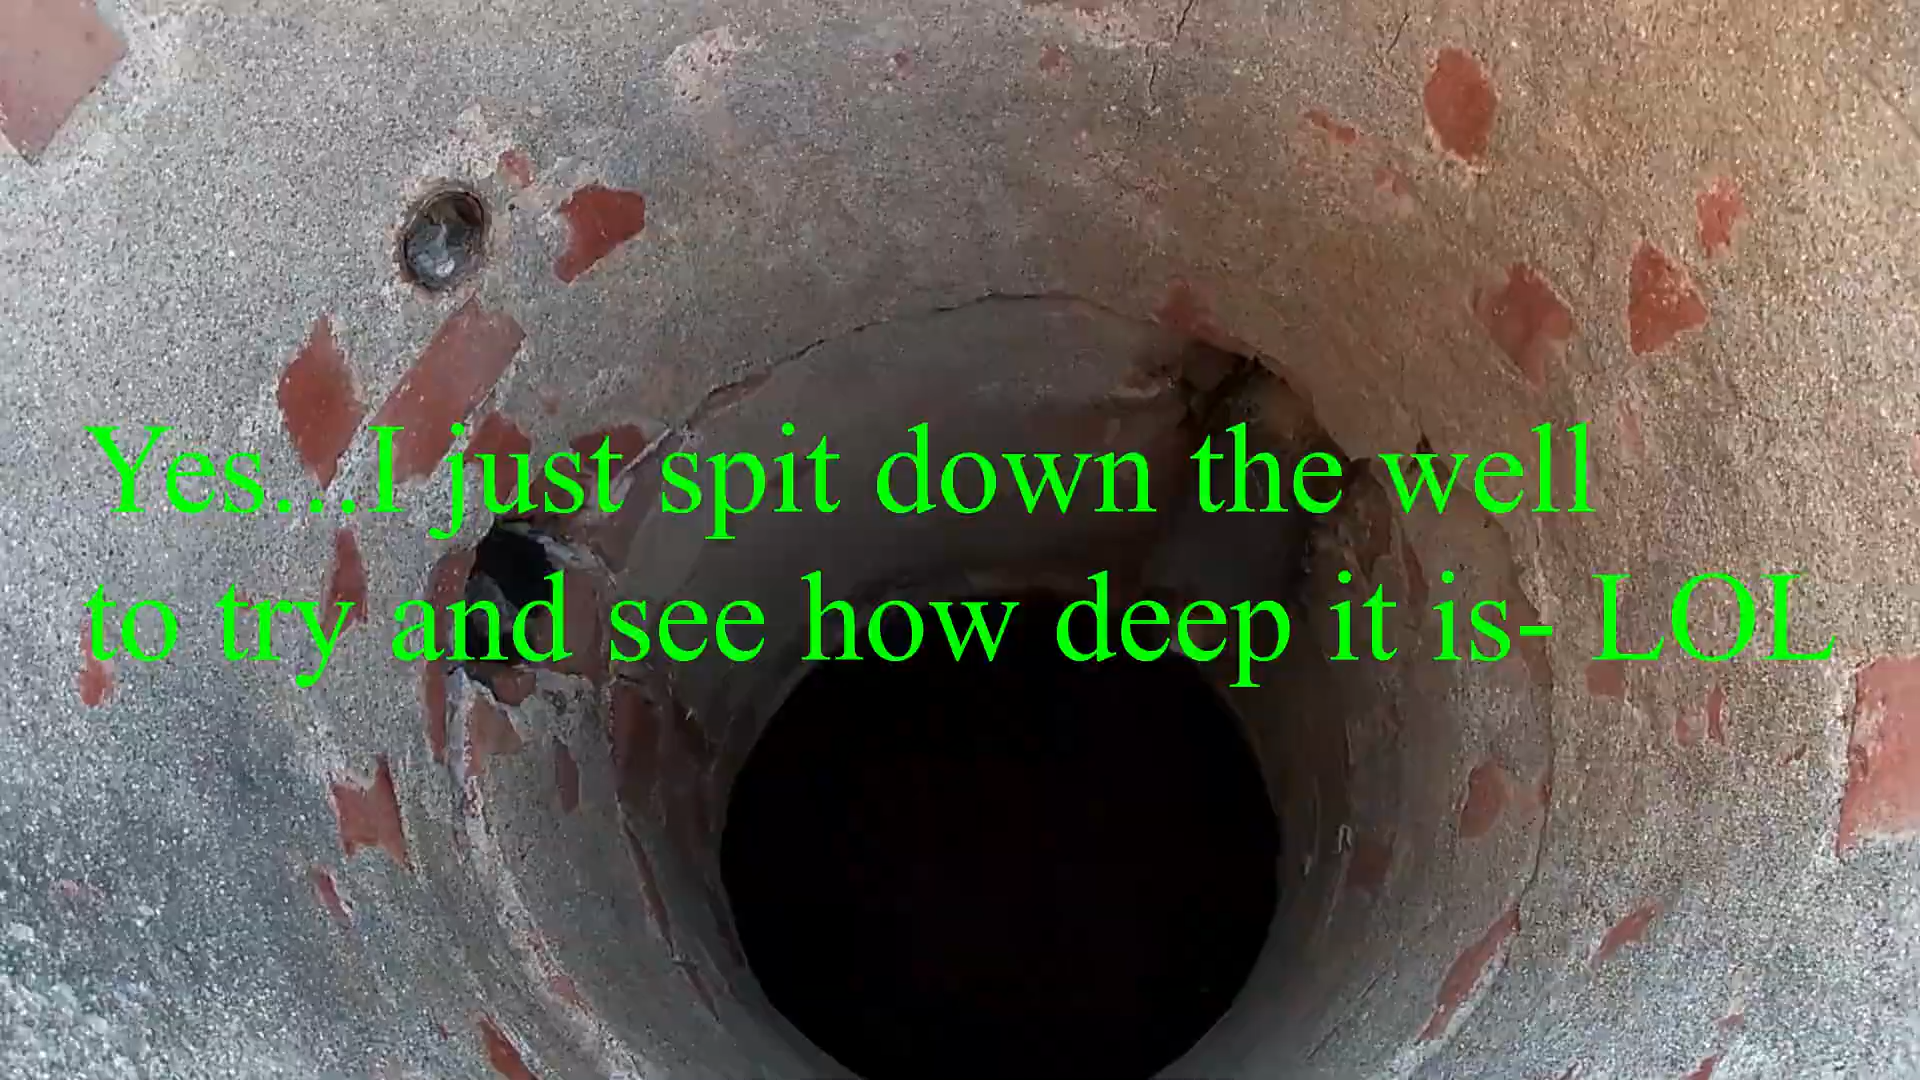 Yes...I just spit down the well
to try and see how deep it is- LOL